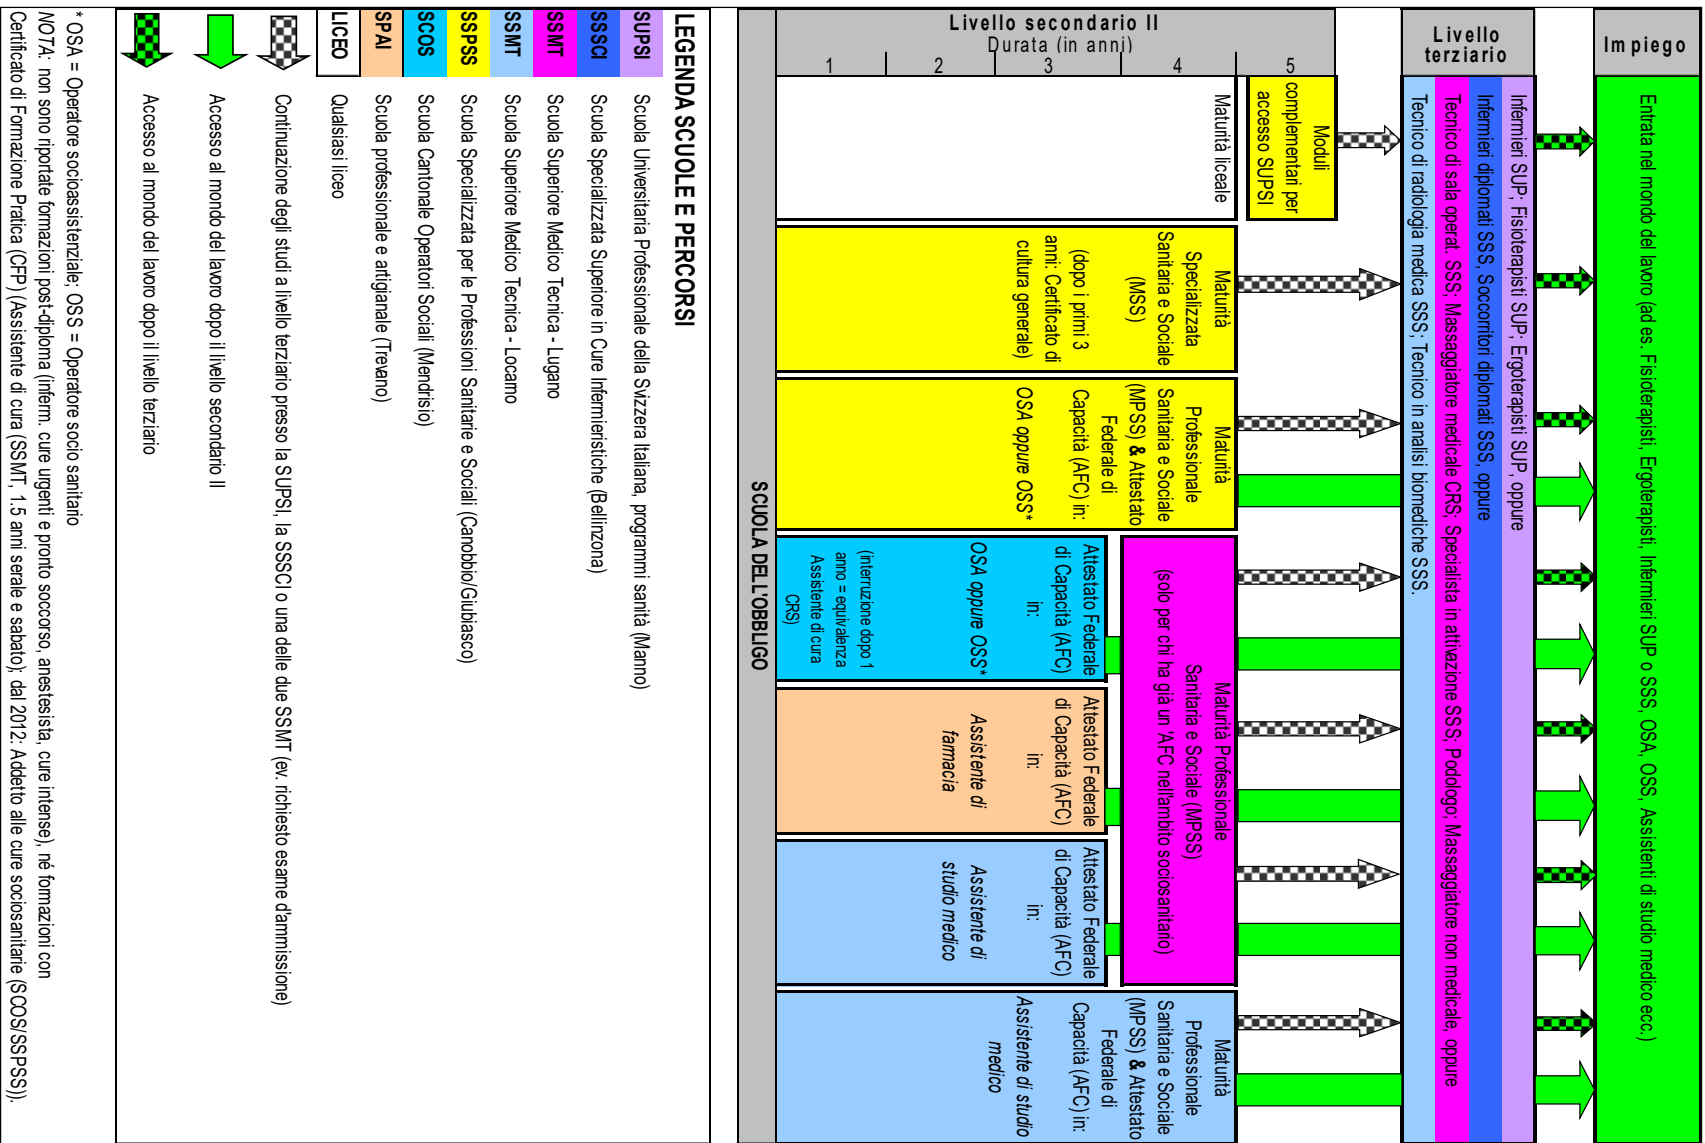 Impiego
Entrata nel mondo del lavoro (ad es. Fisioterapisti, Ergoterapisti, Infermieri SUP o SSS, OSA, OSS, Assistenti di studio medico ecc.)
Livello
terziario
Infermieri SUP; Fisioterapisti SUP; Ergoterapisti SUP, oppure
Infermieri diplomati SSS, Soccorritori diplomati SSS, oppure
Tecnico di sala operat. SSS; Massaggiatore medicale CRS; Specialista in attivazione SSS; Podologo; Massaggiatore non medicale, oppure
Tecnico di radiologia medica SSS; Tecnico in analisi biomediche SSS.
Livello secondario II
Durata (in anni)
5
4
3
2
1
Moduli
complementari per
accesso SUPSI
Maturità liceale
Maturità
Specializzata
Sanitaria e Sociale
(MSS)
(dopo i primi 3
anni: Certificato di
cultura generale)
Maturità
Professionale
Sanitaria e Sociale
(MPSS) & Attestato
Federale di
Capacità (AFC) in:
OSA oppure OSS*
Maturità Professionale
Sanitaria e Sociale (MPSS)
(solo per chi ha già un'AFC nell'ambito sociosanitario)
Attestato Federale
di Capacità (AFC)
in:
OSA oppure OSS*
(interruzione dopo 1
anno = equivalenza
Assistente di cura
CRS)
Attestato Federale
di Capacità (AFC)
in:
Assistente di
farmacia
Attestato Federale
di Capacità (AFC)
in:
Assistente di
studio medico
Maturità
Professionale
Sanitaria e Sociale
(MPSS) & Attestato
Federale di
Capacità (AFC) in:
Assistente di studio
medico
SCUOLA DELL'OBBLIGO
LEGENDA SCUOLE E PERCORSI
SUPSI Scuola Universitaria Professionale della Svizzera Italiana, programmi sanità (Manno)
SSSCI Scuola Specializzata Superiore in Cure Infermieristiche (Bellinzona)
SSMT Scuola Superiore Medico Tecnica - Lugano
SSMT Scuola Superiore Medico Tecnica - Locarno
SSPSS Scuola Specializzata per le Professioni Sanitarie e Sociali (Canobbio/Giubiasco)
SCOS Scuola Cantonale Operatori Sociali (Mendrisio)
SPAI Scuola professionale e artigianale (Trevano)
LICEO Qualsiasi liceo
Continuazione degli studi a livello terziario presso la SUPSI, la SSSCI o una delle due SSMT (ev. richiesto esame d'ammissione)
Accesso al mondo del lavoro dopo il livello secondario II
Accesso al mondo del lavoro dopo il livello terziario
* OSA = Operatore socioassistenziale; OSS = Operatore socio sanitario
NOTA: non sono riportate formazioni post-diploma (inferm. cure urgenti e pronto soccorso, anestesista, cure intense), né formazioni con
Certificato di Formazione Pratica (CFP) (Assistente di cura (SSMT, 1.5 anni serale e sabato); dal 2012: Addetto alle cure sociosanitarie (SCOS/SSPSS)).